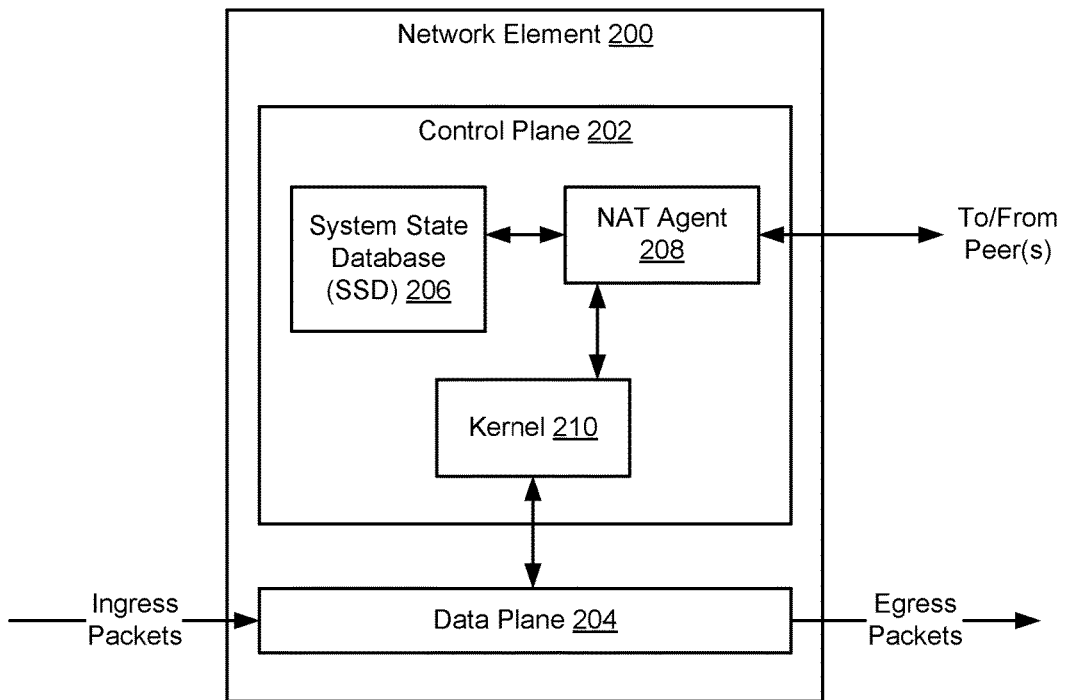 Network Element 200
Control Plane 202
System State
Database
(SSD) 206
NAT Agent
208
To/From
Peer(s)
Kernel 210
Ingress
Packets
Data Plane 204
Egress
Packets